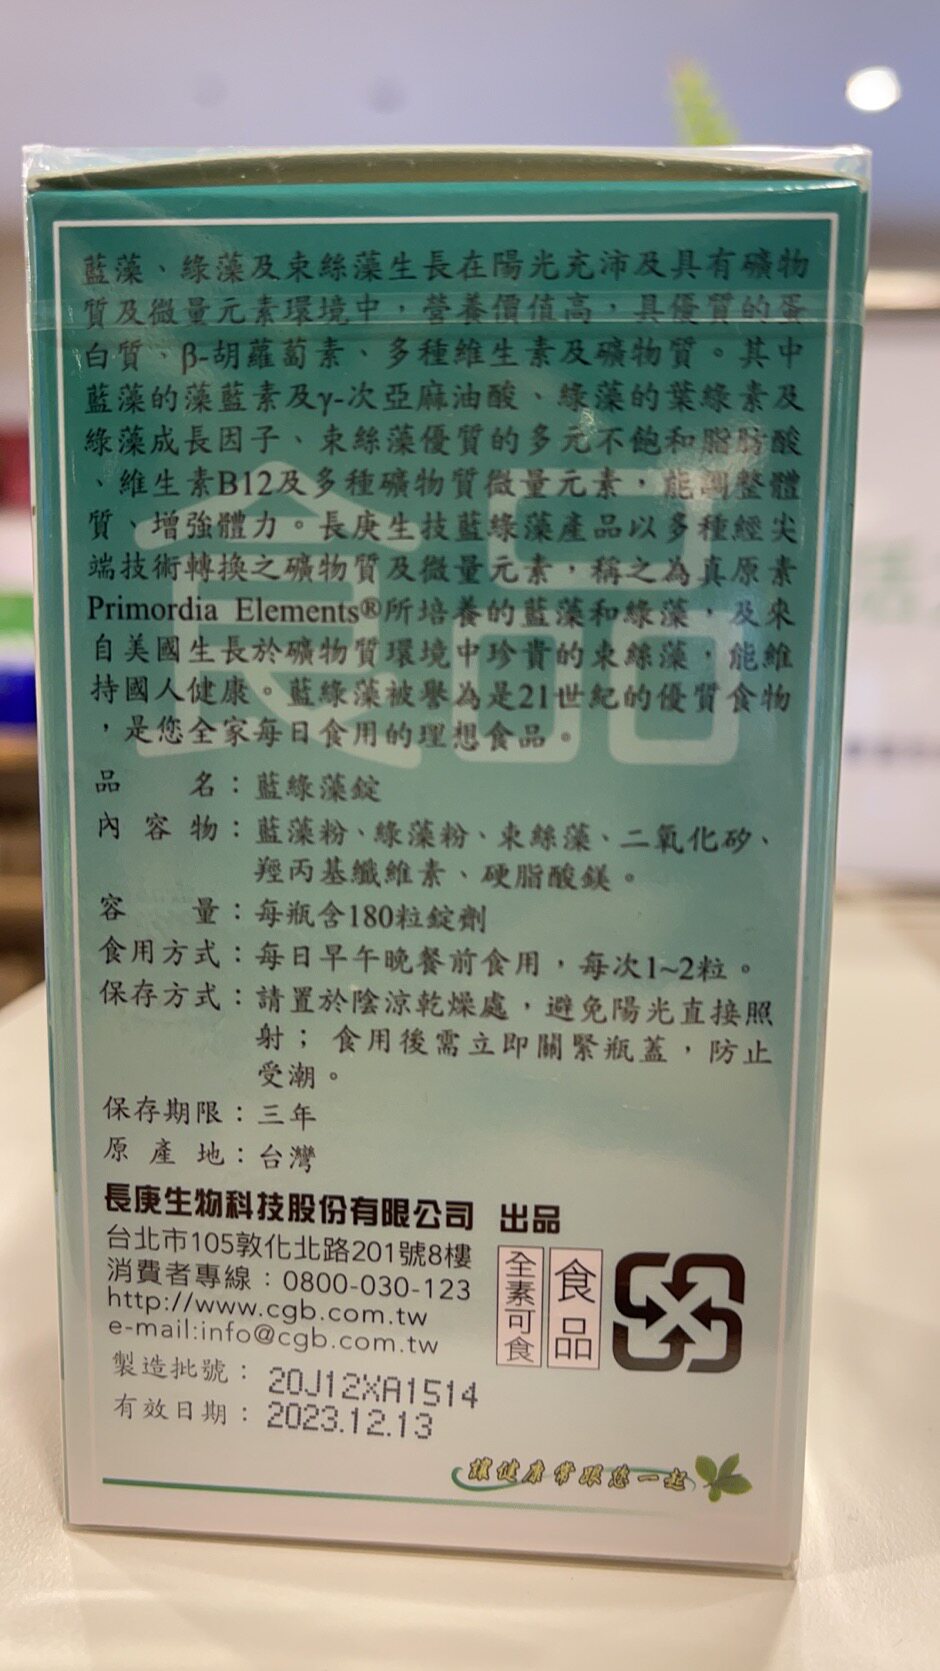 藍藻、綠藻及束絲藻生長在陽光充沛及具有礦物
質及微量元素環境中，營養價值高，具優質的蛋
白質、β-胡蘿蔔素、多種維生素及礦物質。其中
藍藻的藻藍素及γ-次亞麻油酸、綠藻的葉綠素及
綠藻成長因子、束絲藻優質的多元不飽和脂肪酸
、維生素B12及多種礦物質微量元素，能調整體
質、增強體力。長庚生技藍綠藻產品以多種經尖
端技術轉換之礦物質及微量元素，稱之為真原素
Primordia Elements®所培養的藍藻和綠藻，及來
自美國生長於礦物質環境中珍貴的束絲藻，能維
持國人健康。藍綠藻被譽為是21世紀的優質食物
，是您全家每日食用的理想食品。
食品
品　　名：藍綠藻錠
內 容 物：藍藻粉、綠藻粉、束絲藻、二氧化矽、
羥丙基纖維素、硬脂酸鎂。
容　　量：每瓶含180粒錠劑
食用方式：每日早午晚餐前食用，每次1~2粒。
保存方式：請置於陰涼乾燥處，避免陽光直接照
射；食用後需立即關緊瓶蓋，防止
受潮。
保存期限：三年
原 產 地：台灣
長庚生物科技股份有限公司 出品
台北市105敦化北路201號8樓
消費者專線：0800-030-123
http://www.cgb.com.tw
e-mail:info@cgb.com.tw
全素可食
食品
製造批號：20J12XA1514
有效日期：2023.12.13
讓健康常跟您一起